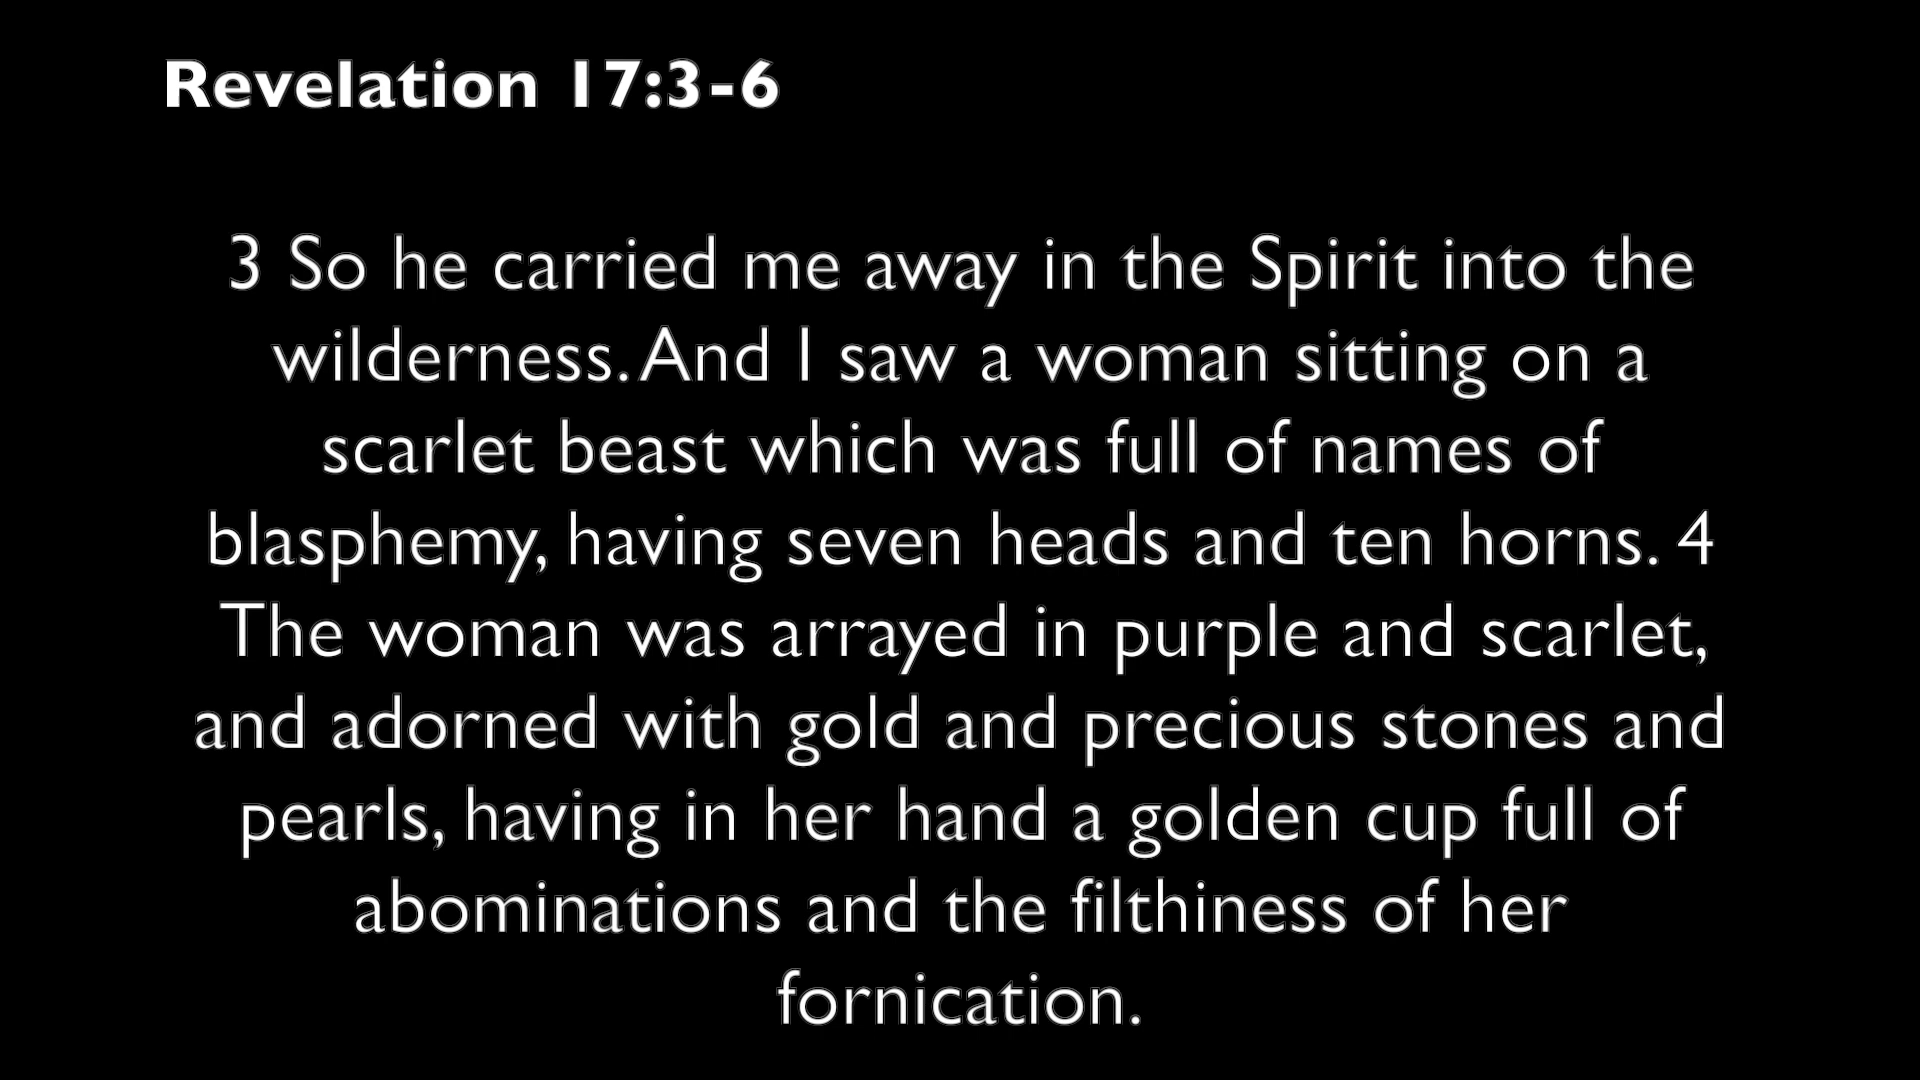 Revelation 17:3-6
3 So he carried me away in the Spirit into the
wilderness. And I saw a woman sitting on a
scarlet beast which was full of names of
blasphemy, having seven heads and ten horns. 4
The woman was arrayed in purple and scarlet,
and adorned with gold and precious stones and
pearls, having in her hand a golden cup full of
abominations and the filthiness of her
fornication.